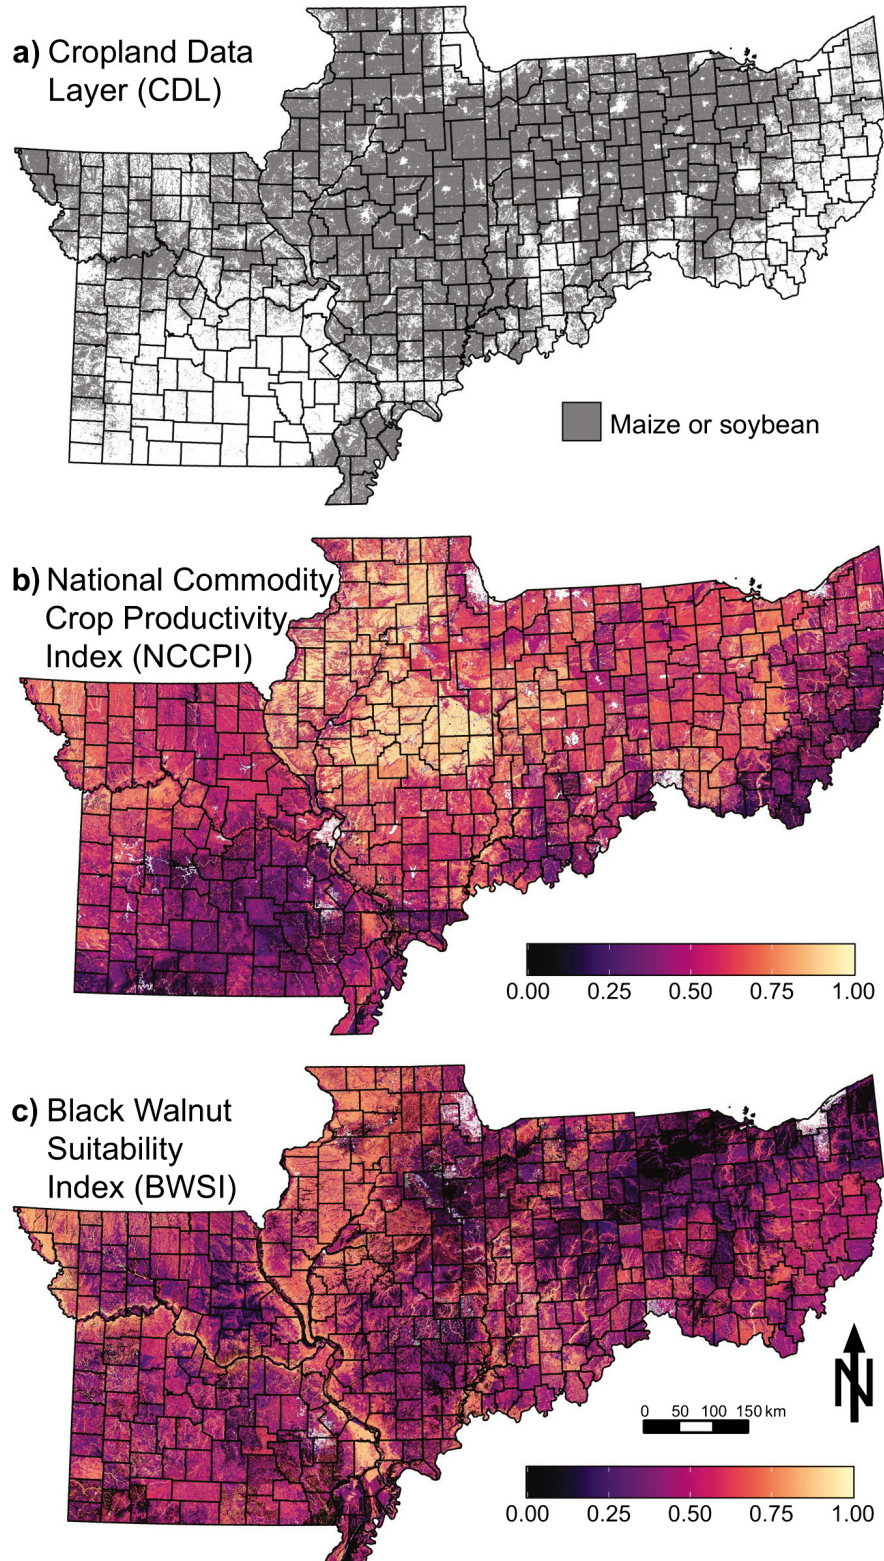 a) Cropland Data
Layer (CDL)
Maize or soybean
b) National Commodity
Crop Productivity
Index (NCCPI)
0.00 0.25 0.50 0.75 1.00
c) Black Walnut
Suitability
Index (BWSI)
N
0 50 100 150 km
0.00 0.25 0.50 0.75 1.00